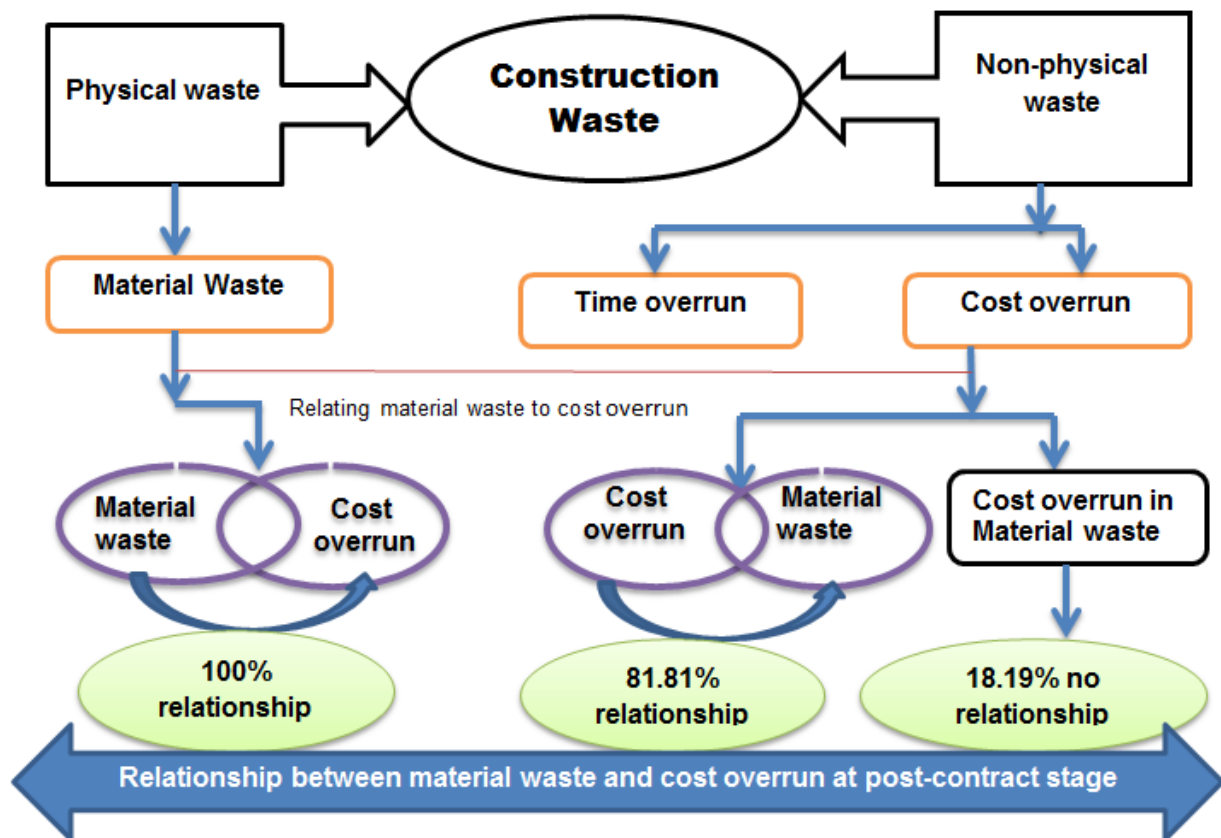 Physical waste
Construction
Waste
Non-physical
waste
Material Waste
Time overrun
Cost overrun
Relating material waste to cost overrun
Material
waste
Cost
overrun
Cost
overrun
Material
waste
Cost overrun in
Material waste
100%
relationship
81.81%
relationship
18.19% no
relationship
Relationship between material waste and cost overrun at post-contract stage